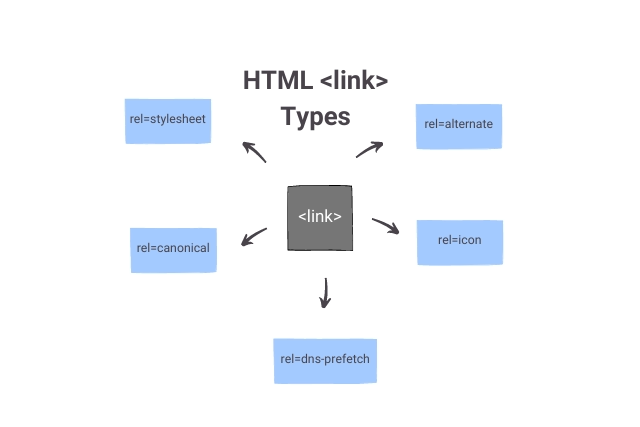 HTML <link>
Types
rel=stylesheet
rel=alternate
<link>
rel=canonical
rel=icon
rel=dns-prefetch